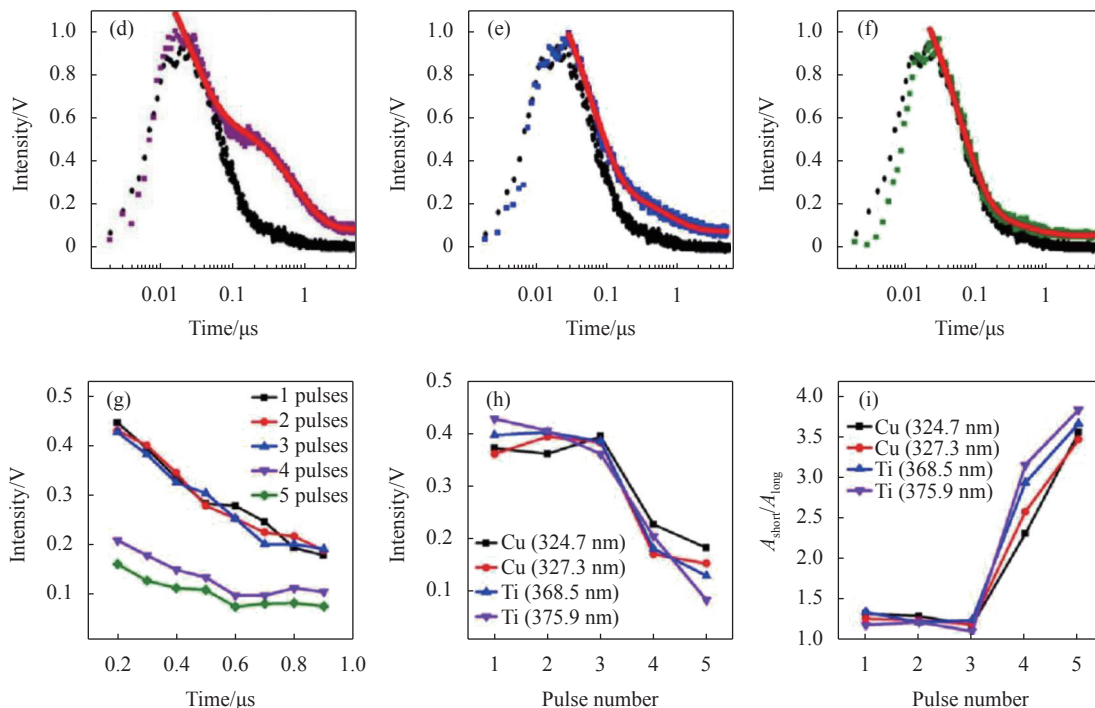 (d)
Intensity/V
1.0
0.8
0.6
0.4
0.2
0
0.01 0.1 1
Time/μs
(e)
Intensity/V
1.0
0.8
0.6
0.4
0.2
0
0.01 0.1 1
Time/μs
(f)
Intensity/V
1.0
0.8
0.6
0.4
0.2
0
0.01 0.1 1
Time/μs
(g)
Intensity/V
0.5
0.4
0.3
0.2
0.1
1 pulses
2 pulses
3 pulses
4 pulses
5 pulses
0.2 0.4 0.6 0.8 1.0
Time/μs
(h)
Intensity/V
0.5
0.4
0.3
0.2
0.1
Cu (324.7 nm)
Cu (327.3 nm)
Ti (368.5 nm)
Ti (375.9 nm)
1 2 3 4 5
Pulse number
(i)
A_short/A_long
4.0
3.5
3.0
2.5
2.0
1.5
1.0
Cu (324.7 nm)
Cu (327.3 nm)
Ti (368.5 nm)
Ti (375.9 nm)
1 2 3 4 5
Pulse number